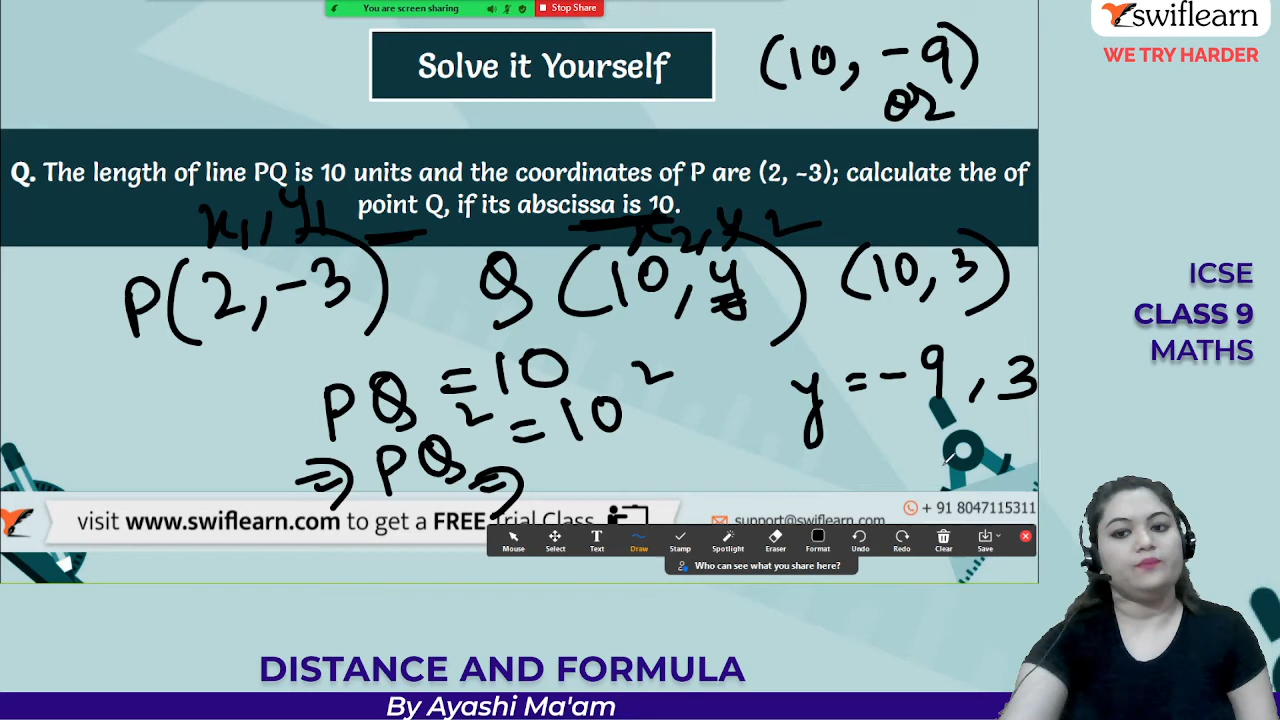 You are screen sharing
Stop Share
swiflearn
WE TRY HARDER
Solve it Yourself
(10, -9)
or
Q. The length of line PQ is 10 units and the coordinates of P are (2, -3); calculate the of
point Q, if its abscissa is 10.
x1, y1
x2, y2
P(2, -3)
Q (10, y)
(10, 3)
PQ = 10
y = -9, 3
PQ² = 10²
⇒ PQ ⇒
ICSE
CLASS 9
MATHS
visit www.swiflearn.com to get a FREE Trial Class
support@swiflearn.com
+ 91 8047115311
Mouse
Select
Text
Draw
Stamp
Spotlight
Eraser
Format
Undo
Redo
Clear
Save
Who can see what you share here?
DISTANCE AND FORMULA
By Ayashi Ma'am